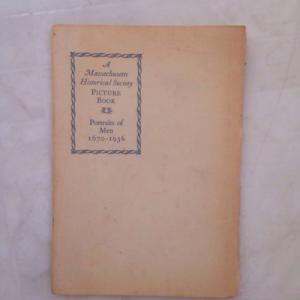 A
Massachusetts
Historical Society
PICTURE
BOOK
Portraits of
Men
1670-1936